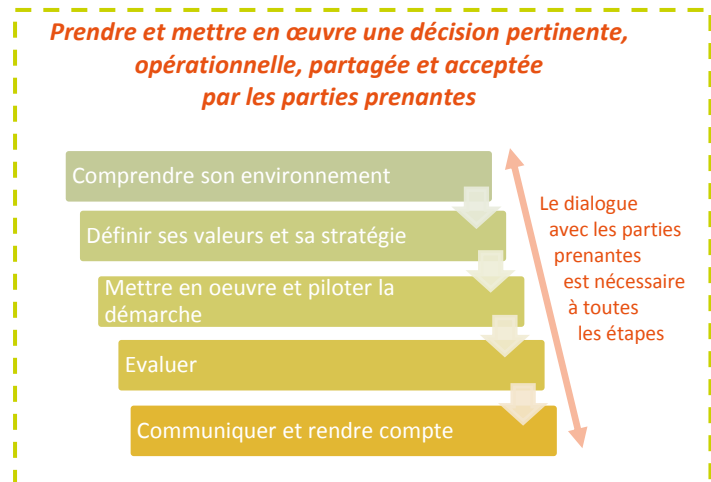 Prendre et mettre en œuvre une décision pertinente,
opérationnelle, partagée et acceptée
par les parties prenantes
Comprendre son environnement
Définir ses valeurs et sa stratégie
Mettre en oeuvre et piloter la
démarche
Evaluer
Communiquer et rendre compte
Le dialogue
avec les parties
prenantes
est nécessaire
à toutes
les étapes